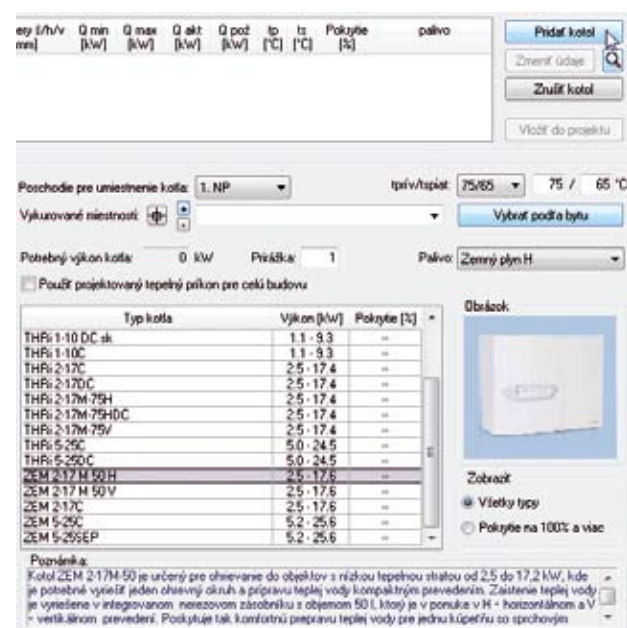 ery š/h/v Q min Q max Q akt Q pož tp ts Pokrytie palivo
mm] [kW] [kW] [kW] [kW] [°C] [°C] [%]
Pridať kotol
Zmeniť údaje
Zrušiť kotol
Vložiť do projektu
Poschodie pre umiestnenie kotla: 1. NP tprív/tspiat: 75/65 75 / 65 °C
Vykurované miestnosti: Vybrať podľa bytu
Potrebný výkon kotla: 0 kW Prirážka: 1 Palivo: Zemný plyn H
Použiť projektovaný tepelný príkon pre celú budovu
Typ kotla Výkon [kW] Pokrytie [%]
THRi 1-10 DC sk 1.1 - 9.3 --
THRi 1-10C 1.1 - 9.3 --
THRi 2-17C 2.5 - 17.4 --
THRi 2-17DC 2.5 - 17.4 --
THRi 2-17M-75H 2.5 - 17.4 --
THRi 2-17M-75HDC 2.5 - 17.4 --
THRi 2-17M-75V 2.5 - 17.4 --
THRi 5-25C 5.0 - 24.5 --
THRi 5-25DC 5.0 - 24.5 --
ZEM 2-17 M 50 H 2.5 - 17.6 --
ZEM 2-17 M 50 V 2.5 - 17.6 --
ZEM 2-17C 2.5 - 17.6 --
ZEM 5-25C 5.2 - 25.6 --
ZEM 5-25SEP 5.2 - 25.6 --
Obrázok
Zobraziť
Všetky typy
Pokrytie na 100% a viac
Poznámka:
Kotol ZEM 2-17M-50 je určený pre ohrievanie do objektov s nízkou tepelnou stratou od 2,5 do 17,2 kW, kde
je potrebné vyriešiť jeden ohrevný okruh a prípravu teplej vody kompaktným prevedením. Zaistenie teplej vody
je vyriešene v integrovanom nerezovom zásobníku s objemom 50 l, ktorý je v ponuke v H - horizontálnom a V
- vertikálnom prevedení. Poskytuje tak komfortnú prepravu teplej vody pre jednu kúpeľňu so sprchovým